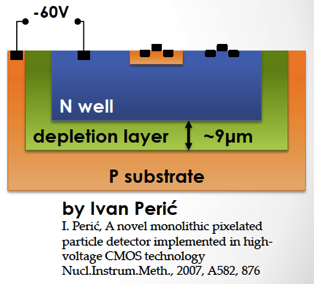 -60V
N well
depletion layer ~9µm
P substrate
by Ivan Perić
I. Perić, A novel monolithic pixelated
particle detector implemented in high-
voltage CMOS technology
Nucl.Instrum.Meth., 2007, A582, 876